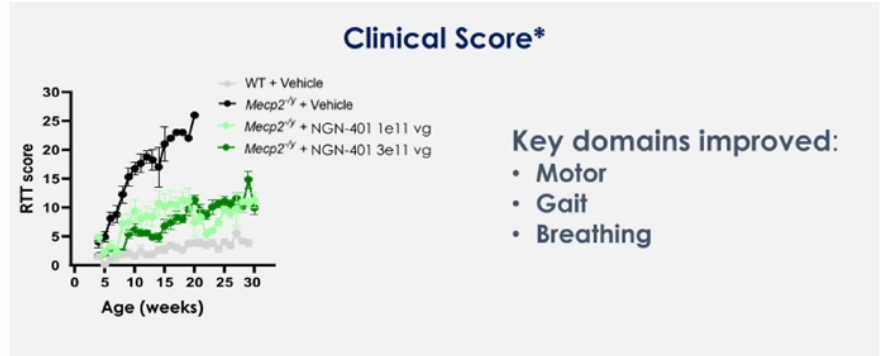 Clinical Score*
WT + Vehicle
Mecp2-/y + Vehicle
Mecp2-/y + NGN-401 1e11 vg
Mecp2-/y + NGN-401 3e11 vg
RTT score
30
25
20
15
10
5
0
0 5 10 15 20 25 30
Age (weeks)
Key domains improved:
• Motor
• Gait
• Breathing